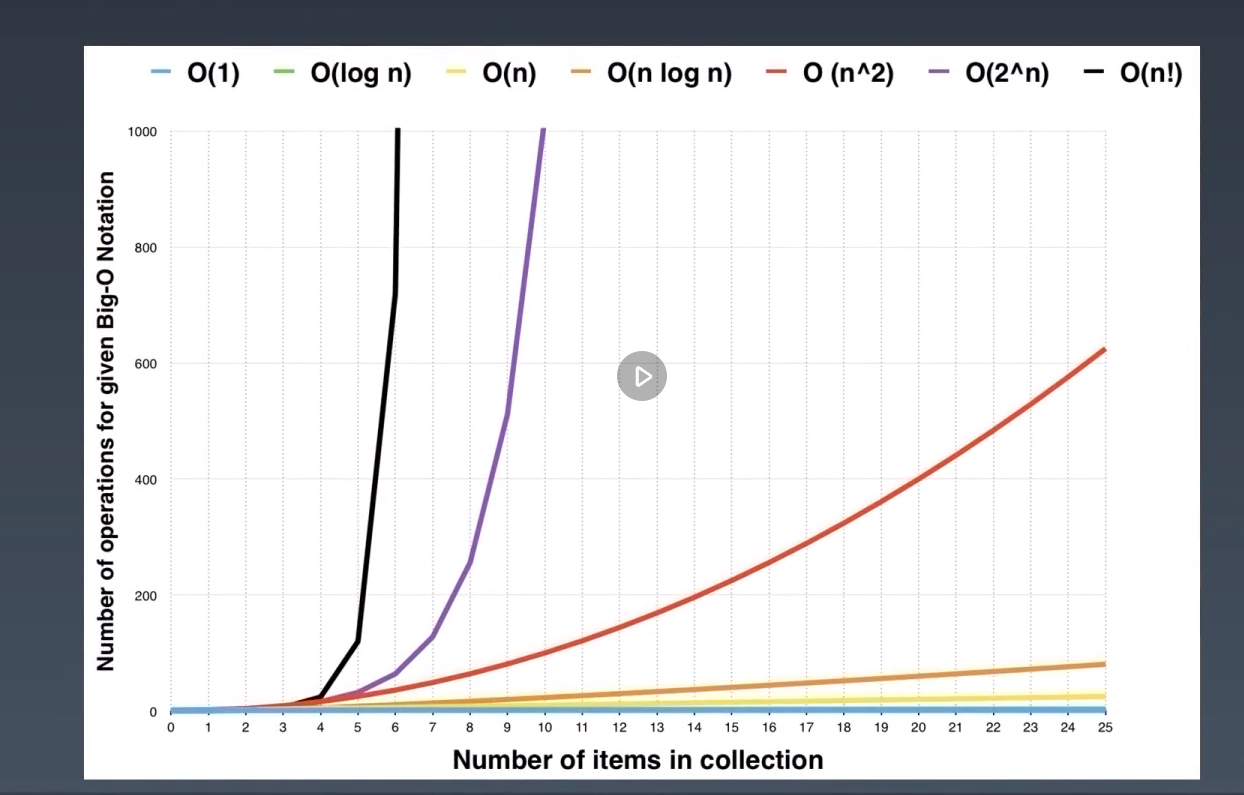 O(1) O(log n) O(n) O(n log n) O (n^2) O(2^n) O(n!)
Number of operations for given Big-O Notation
1000
800
600
400
200
0
0 1 2 3 4 5 6 7 8 9 10 11 12 13 14 15 16 17 18 19 20 21 22 23 24 25
Number of items in collection